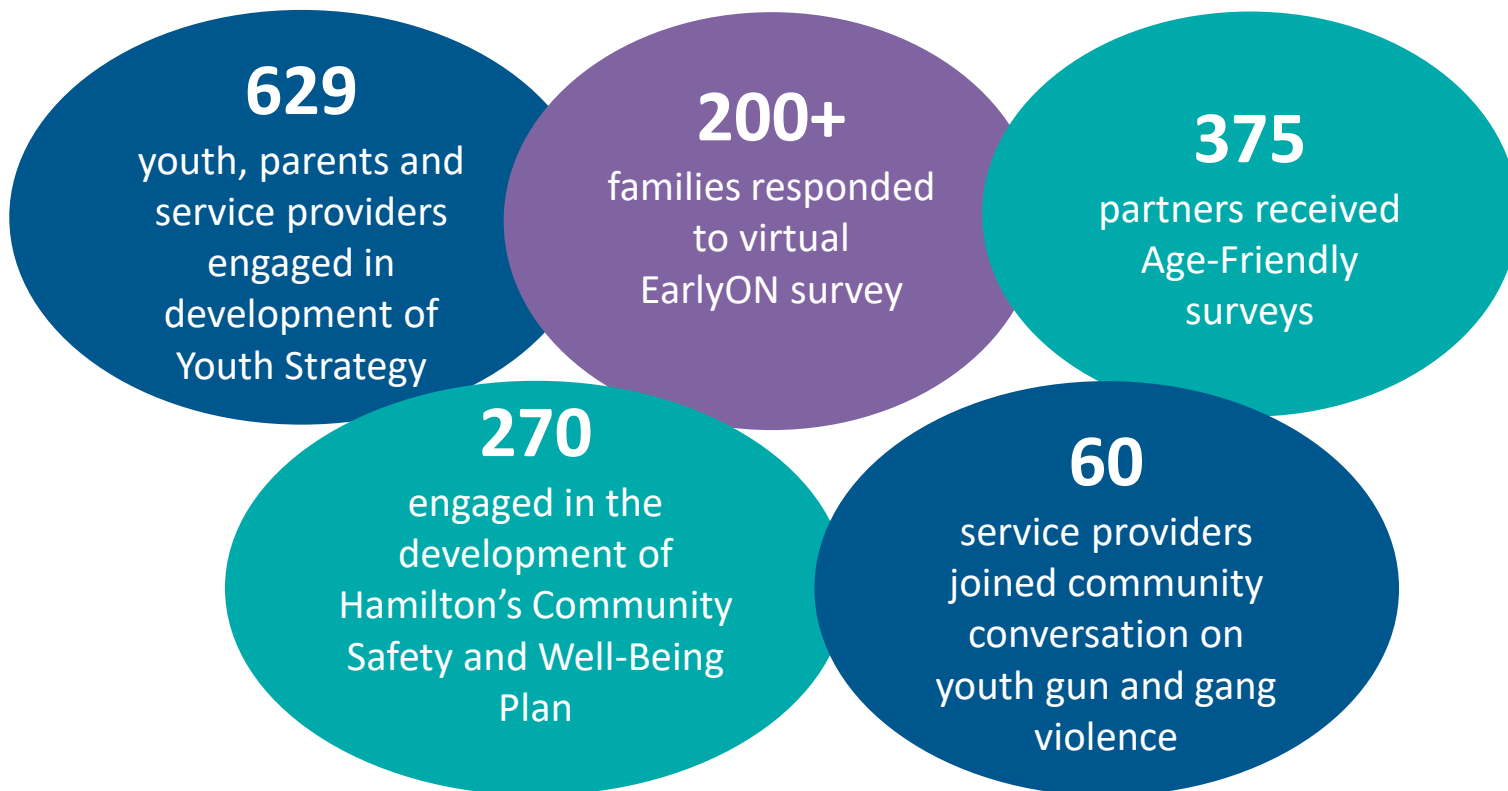 629
youth, parents and
service providers
engaged in
development of
Youth Strategy
200+
families responded
to virtual
EarlyON survey
375
partners received
Age-Friendly
surveys
270
engaged in the
development of
Hamilton’s Community
Safety and Well-Being
Plan
60
service providers
joined community
conversation on
youth gun and gang
violence